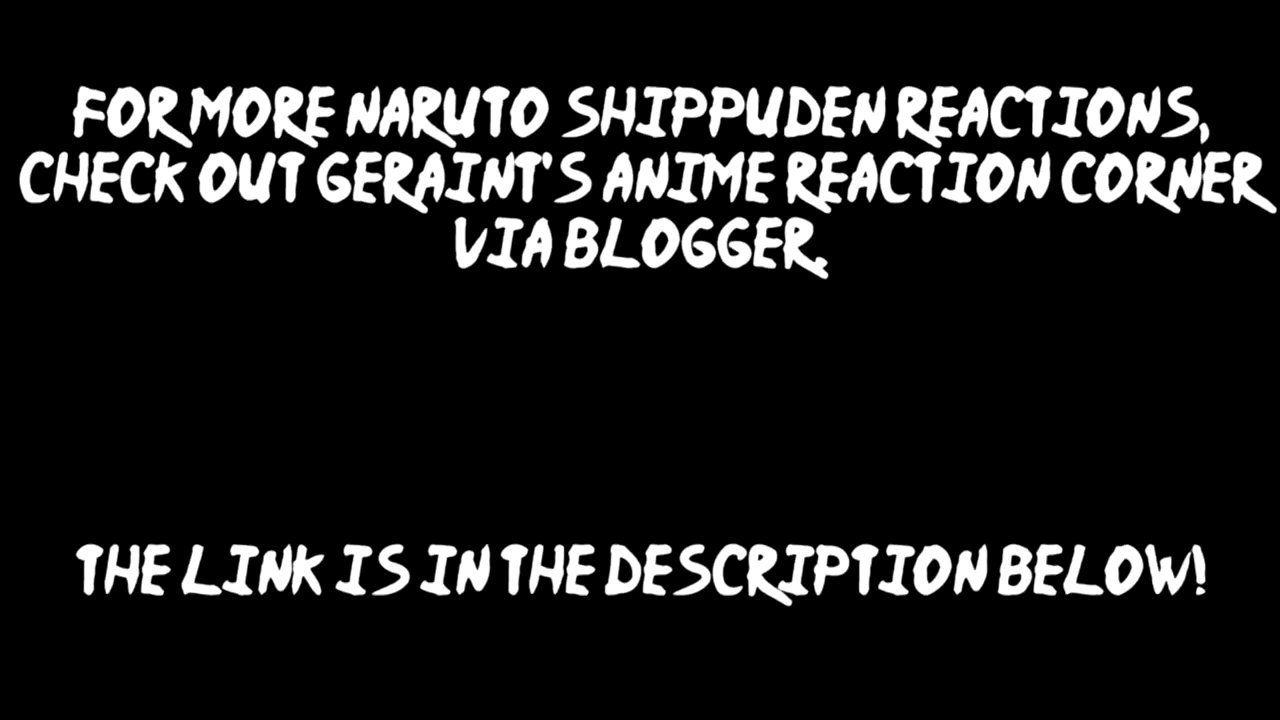 FOR MORE NARUTO SHIPPUDEN REACTIONS,
CHECK OUT GERAINT'S ANIME REACTION CORNER
VIA BLOGGER.
THE LINK IS IN THE DESCRIPTION BELOW!